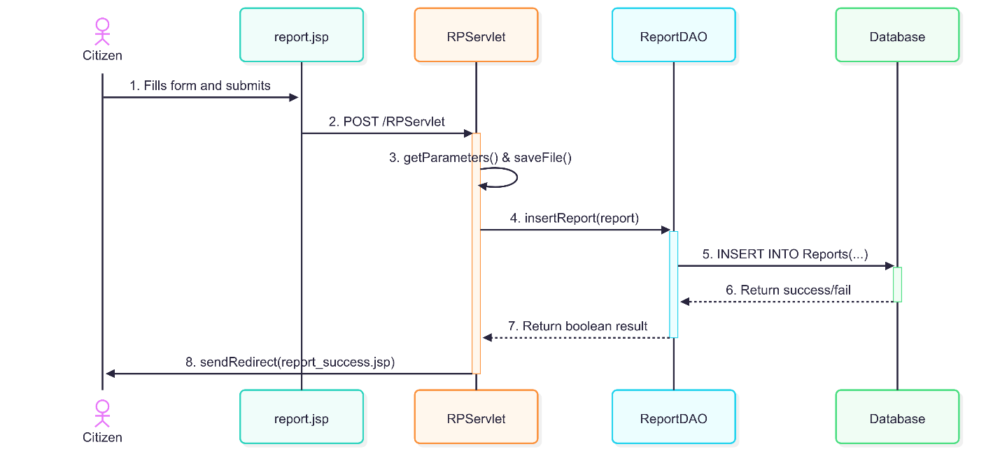 Citizen
report.jsp
RPServlet
ReportDAO
Database
1. Fills form and submits
2. POST /RPServlet
3. getParameters() & saveFile()
4. insertReport(report)
5. INSERT INTO Reports(...)
6. Return success/fail
7. Return boolean result
8. sendRedirect(report_success.jsp)
Citizen
report.jsp
RPServlet
ReportDAO
Database